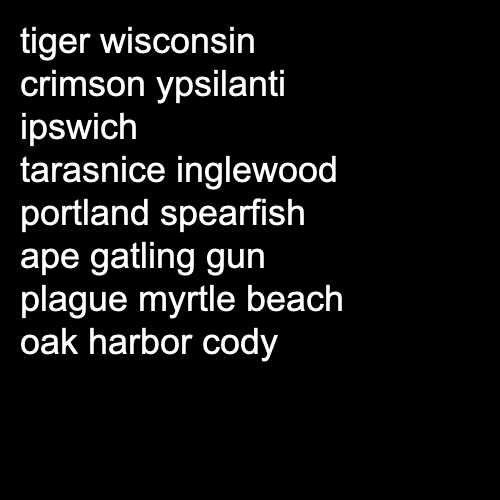 tiger wisconsin
crimson ypsilanti
ipswich
tarasnice inglewood
portland spearfish
ape gatling gun
plague myrtle beach
oak harbor cody